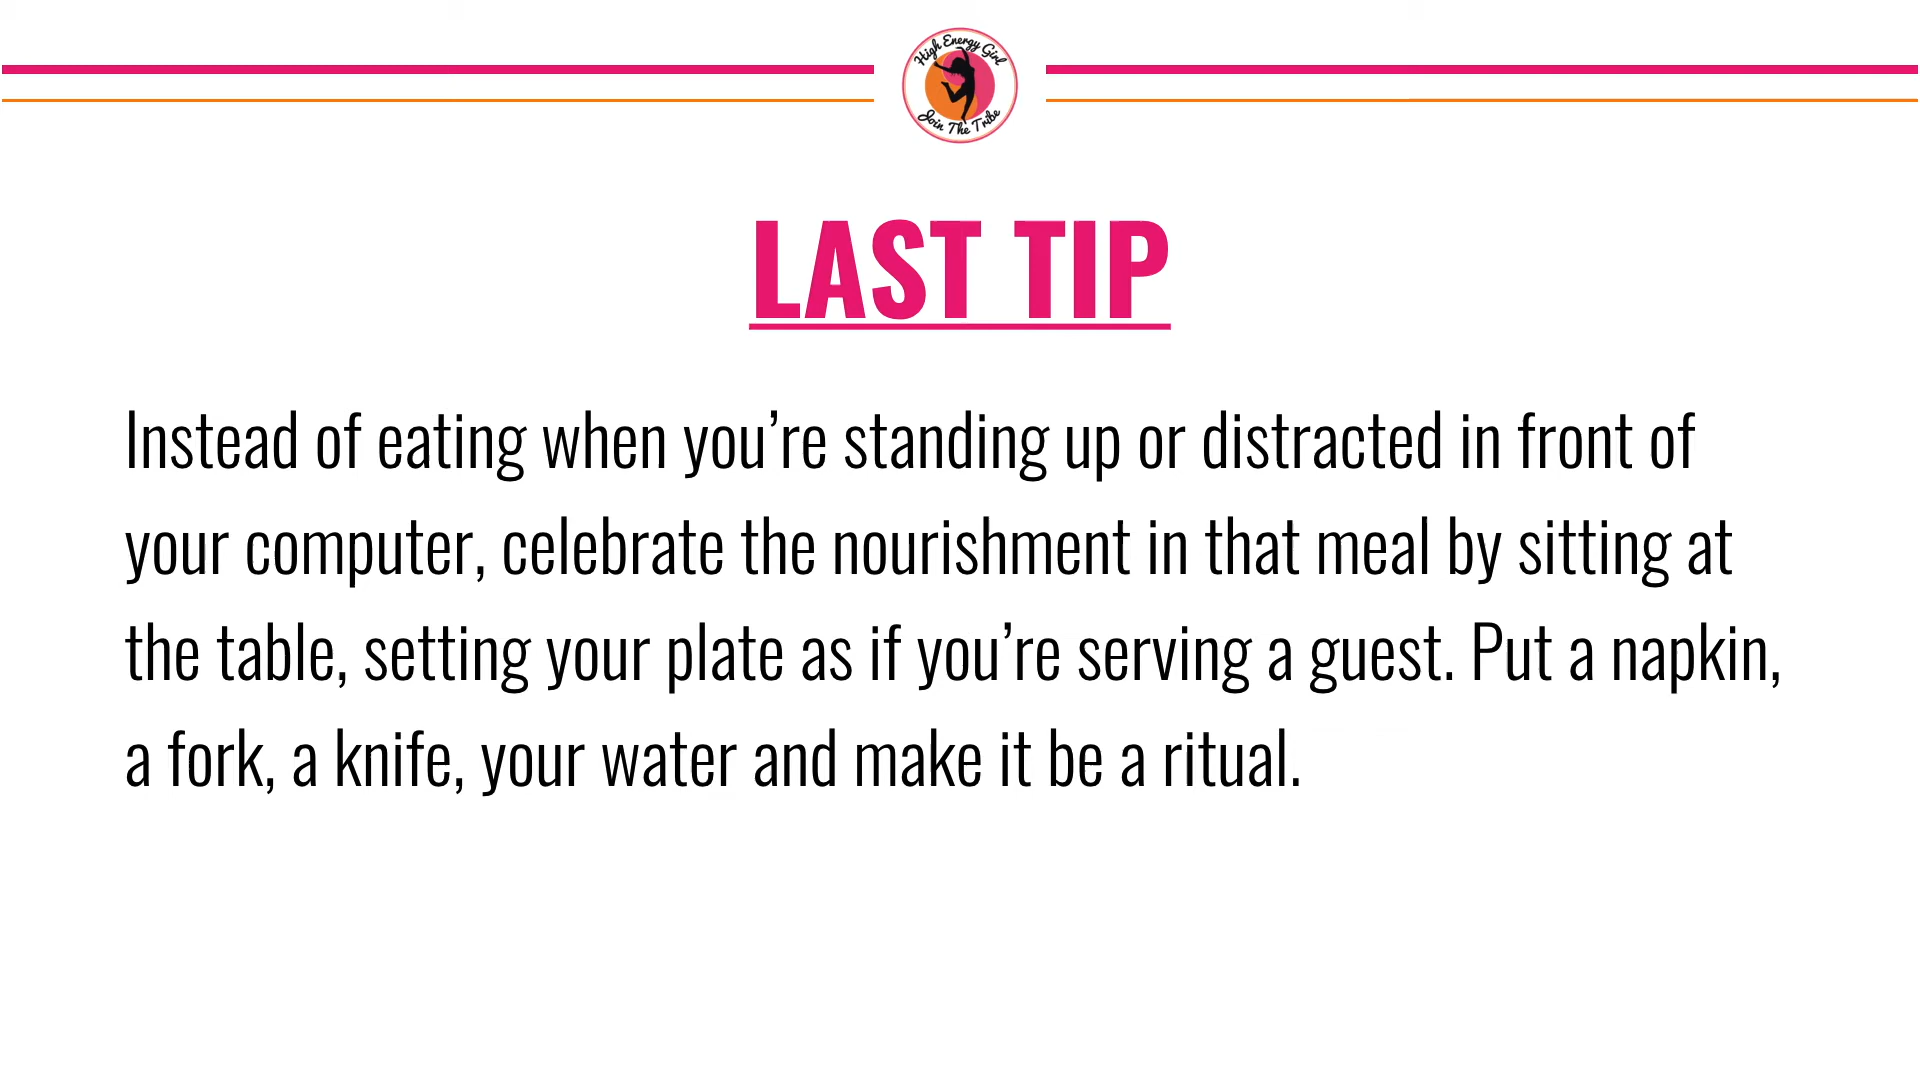 High Energy Girl
Join The Tribe
LAST TIP
Instead of eating when you’re standing up or distracted in front of
your computer, celebrate the nourishment in that meal by sitting at
the table, setting your plate as if you’re serving a guest. Put a napkin,
a fork, a knife, your water and make it be a ritual.